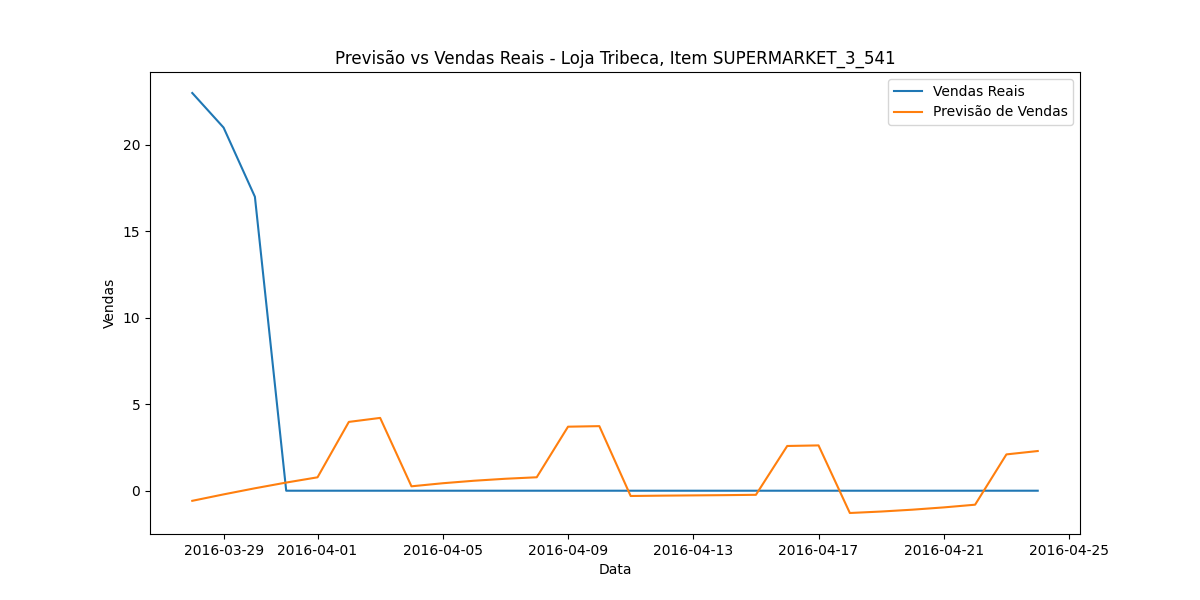 Previsão vs Vendas Reais - Loja Tribeca, Item SUPERMARKET_3_541
Vendas Reais
Previsão de Vendas
Vendas
20
15
10
5
0
2016-03-29
2016-04-01
2016-04-05
2016-04-09
2016-04-13
2016-04-17
2016-04-21
2016-04-25
Data